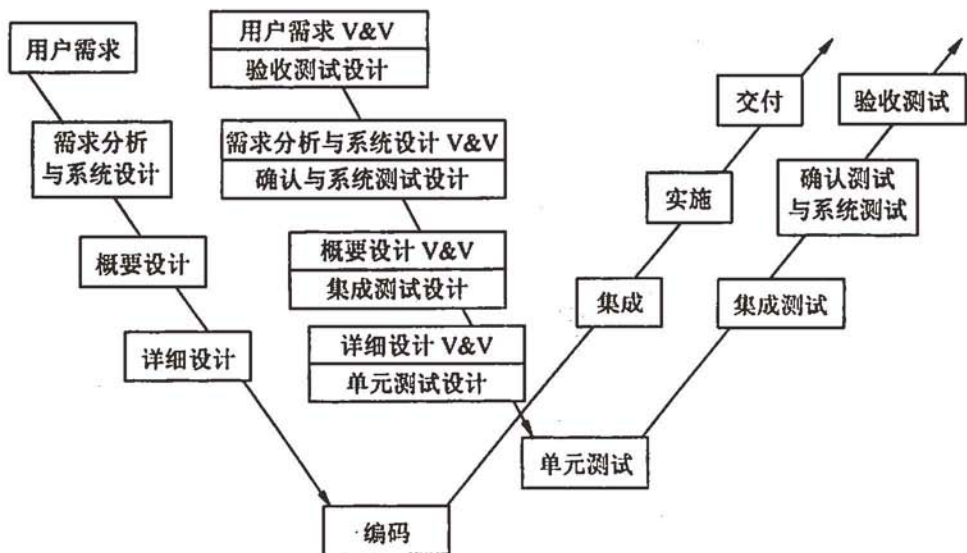 用户需求
用户需求 V&V
验收测试设计
交付
验收测试
需求分析
与系统设计
需求分析与系统设计 V&V
确认与系统测试设计
实施
确认测试
与系统测试
概要设计
概要设计 V&V
集成测试设计
集成
集成测试
详细设计
详细设计 V&V
单元测试设计
单元测试
编码